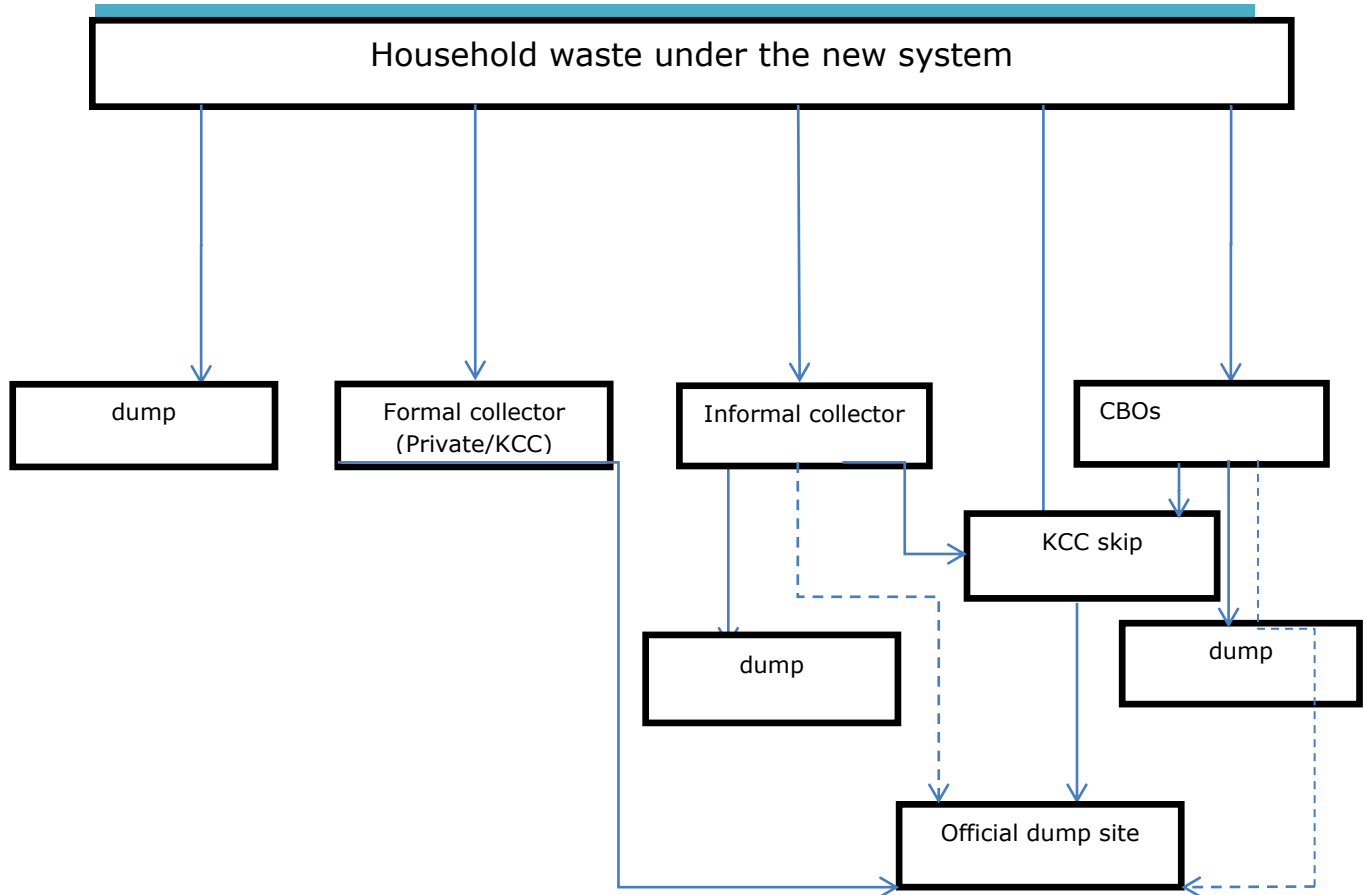 Household waste under the new system
dump
Formal collector
(Private/KCC)
Informal collector
CBOs
KCC skip
dump
dump
Official dump site